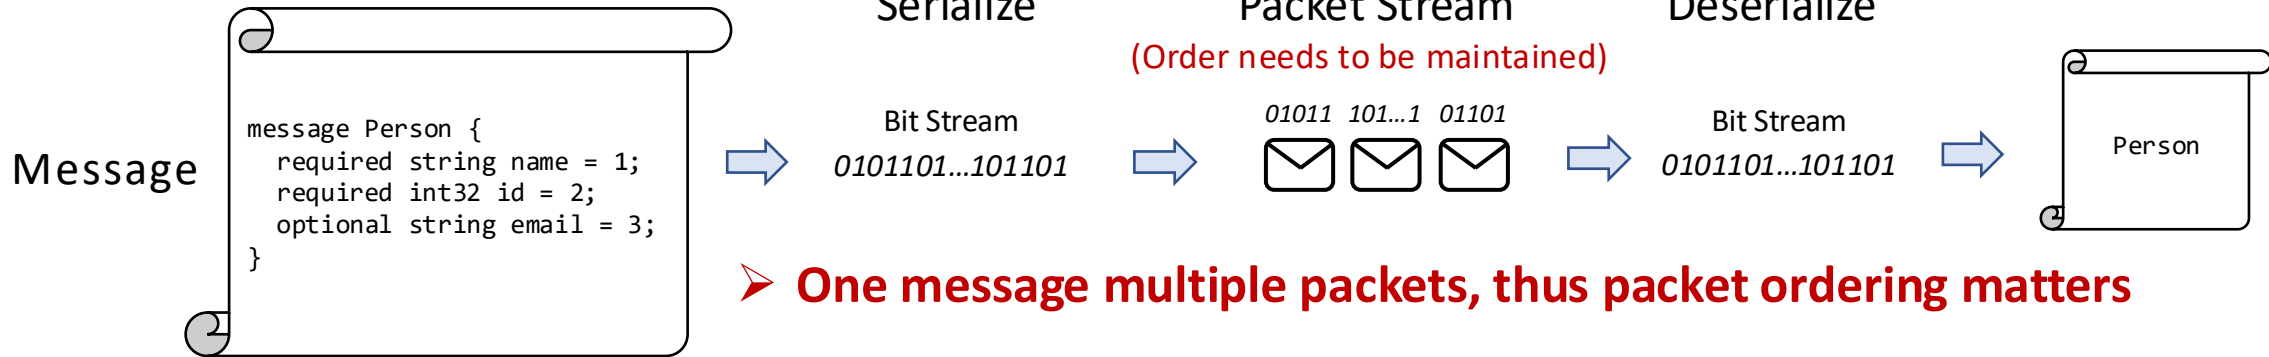 Serialize
Packet Stream
Deserialize
(Order needs to be maintained)
Message
message Person {
  required string name = 1;
  required int32 id = 2;
  optional string email = 3;
}
Bit Stream
0101101…101101
01011 101…1 01101
Bit Stream
0101101…101101
Person
➢ One message multiple packets, thus packet ordering matters